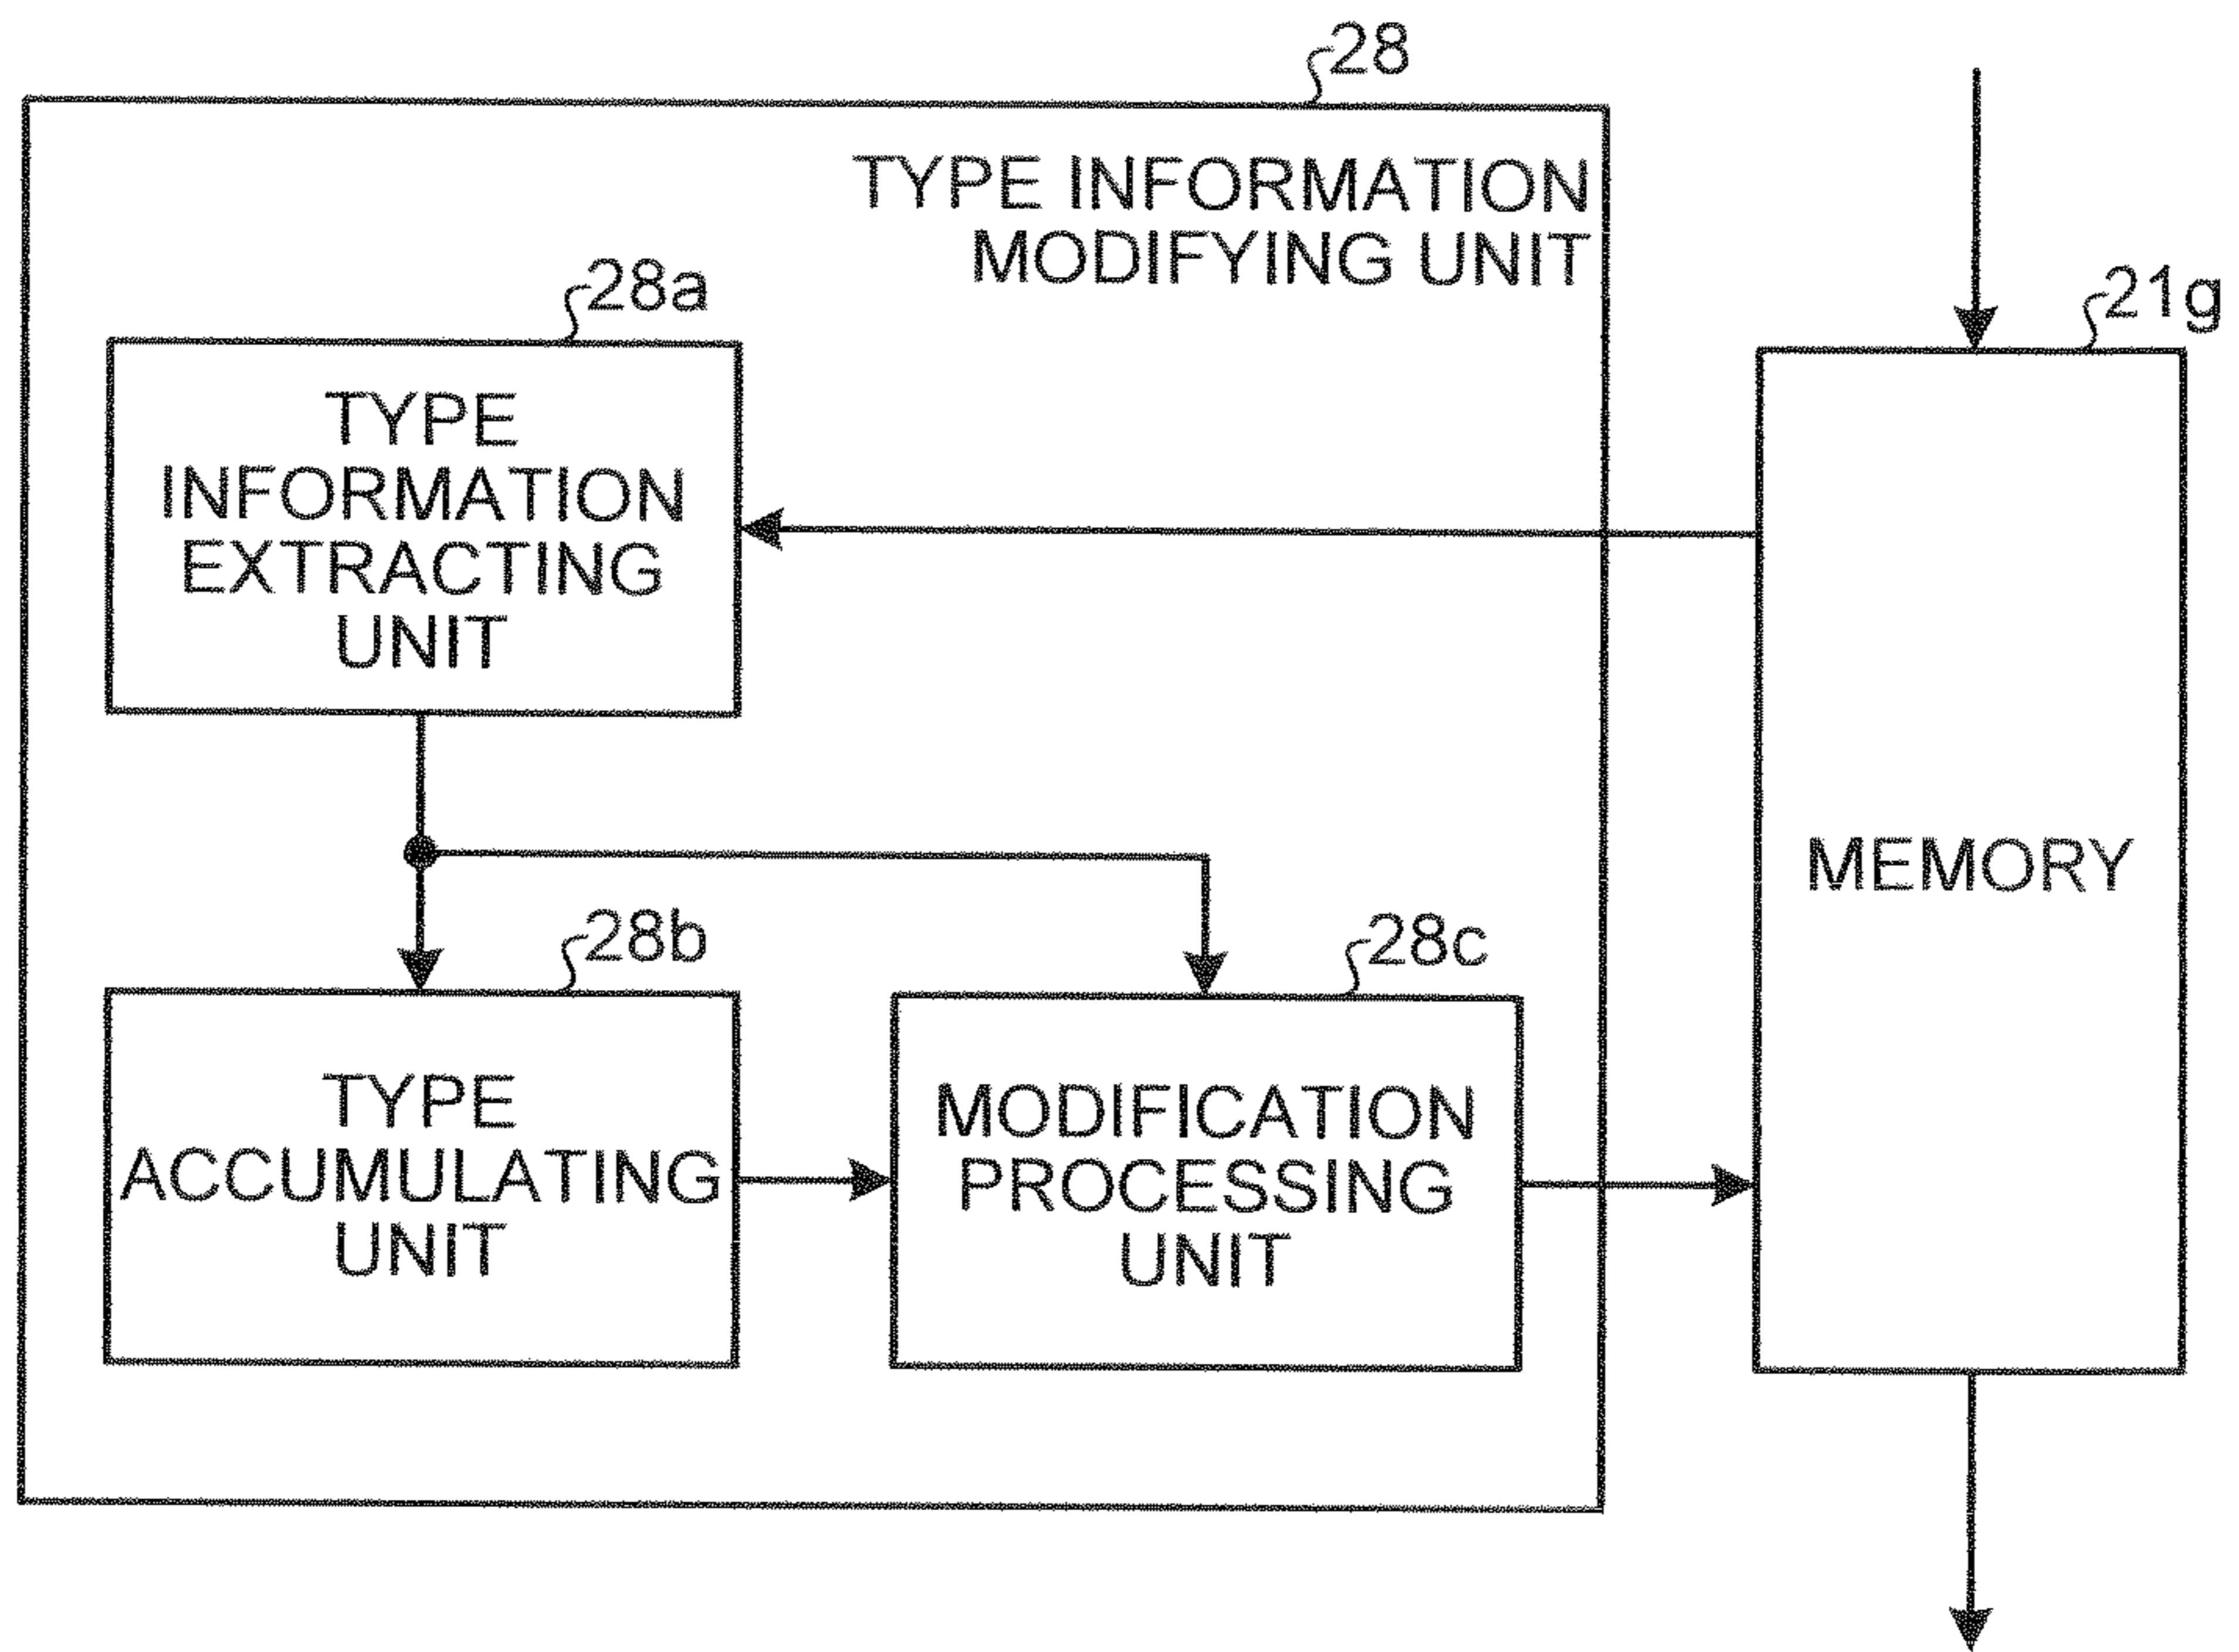 28
TYPE INFORMATION
MODIFYING UNIT
28a
21g
TYPE
INFORMATION
EXTRACTING
UNIT
MEMORY
28b
28c
TYPE
ACCUMULATING
UNIT
MODIFICATION
PROCESSING
UNIT